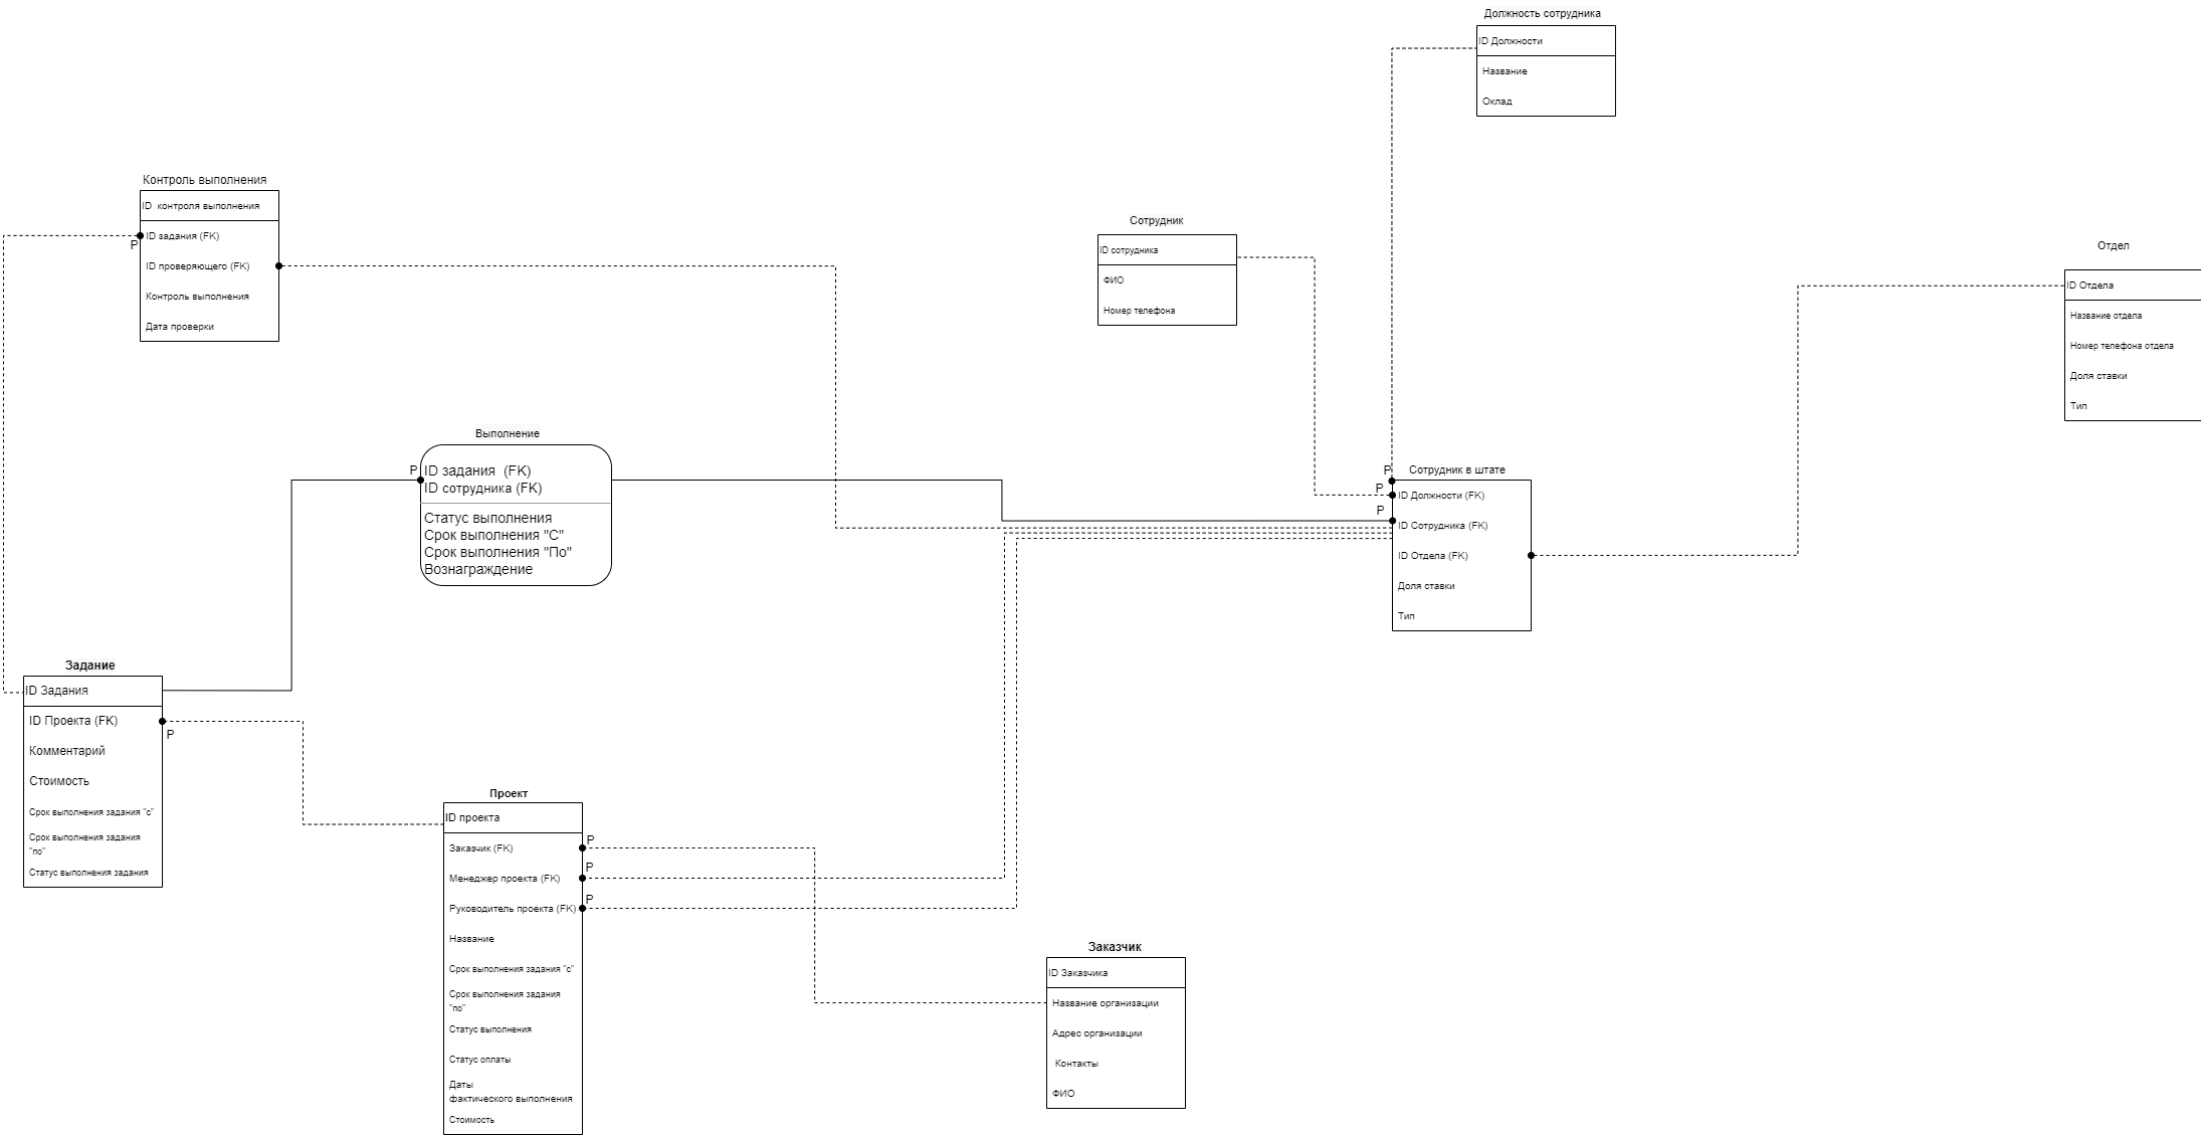 Должность сотрудника
ID Должности
Название
Оклад
Контроль выполнения
ID контроля выполнения
P
ID задания (FK)
ID проверяющего (FK)
Контроль выполнения
Дата проверки
Сотрудник
ID сотрудника
ФИО
Номер телефона
Отдел
ID Отдела
Название отдела
Номер телефона отдела
Доля ставки
Тип
Выполнение
P
ID задания (FK)
ID сотрудника (FK)
Статус выполнения
Срок выполнения "С"
Срок выполнения "По"
Вознаграждение
P
Сотрудник в штате
P
ID Должности (FK)
P
ID Сотрудника (FK)
ID Отдела (FK)
Доля ставки
Тип
Задание
ID Задания
ID Проекта (FK)
P
Комментарий
Стоимость
Срок выполнения задания "с"
Срок выполнения задания
"по"
Статус выполнения задания
Проект
ID проекта
P
Заказчик (FK)
P
Менеджер проекта (FK)
P
Руководитель проекта (FK)
Название
Срок выполнения задания "с"
Срок выполнения задания
"по"
Статус выполнения
Статус оплаты
Даты
фактического выполнения
Стоимость
Заказчик
ID Заказчика
Название организации
Адрес организации
Контакты
ФИО